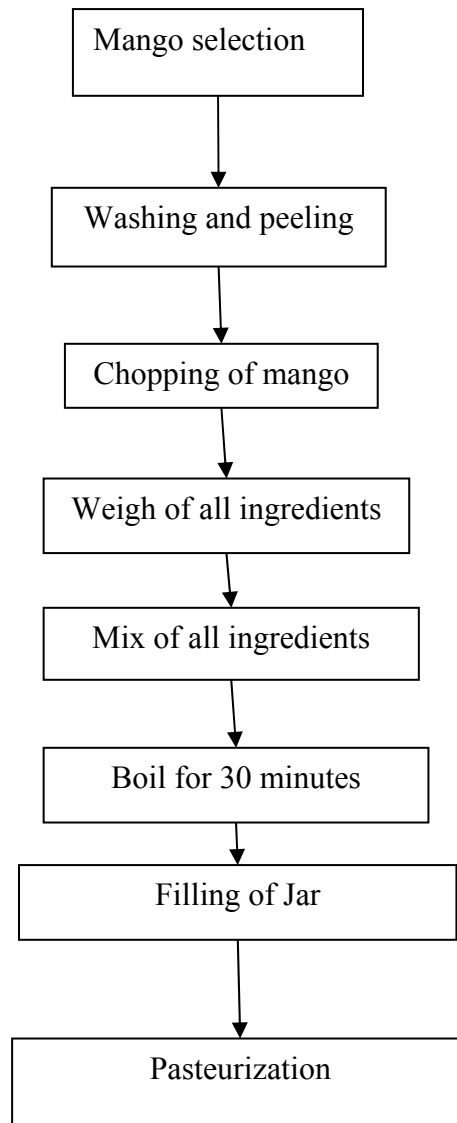 Mango selection
Washing and peeling
Chopping of mango
Weigh of all ingredients
Mix of all ingredients
Boil for 30 minutes
Filling of Jar
Pasteurization